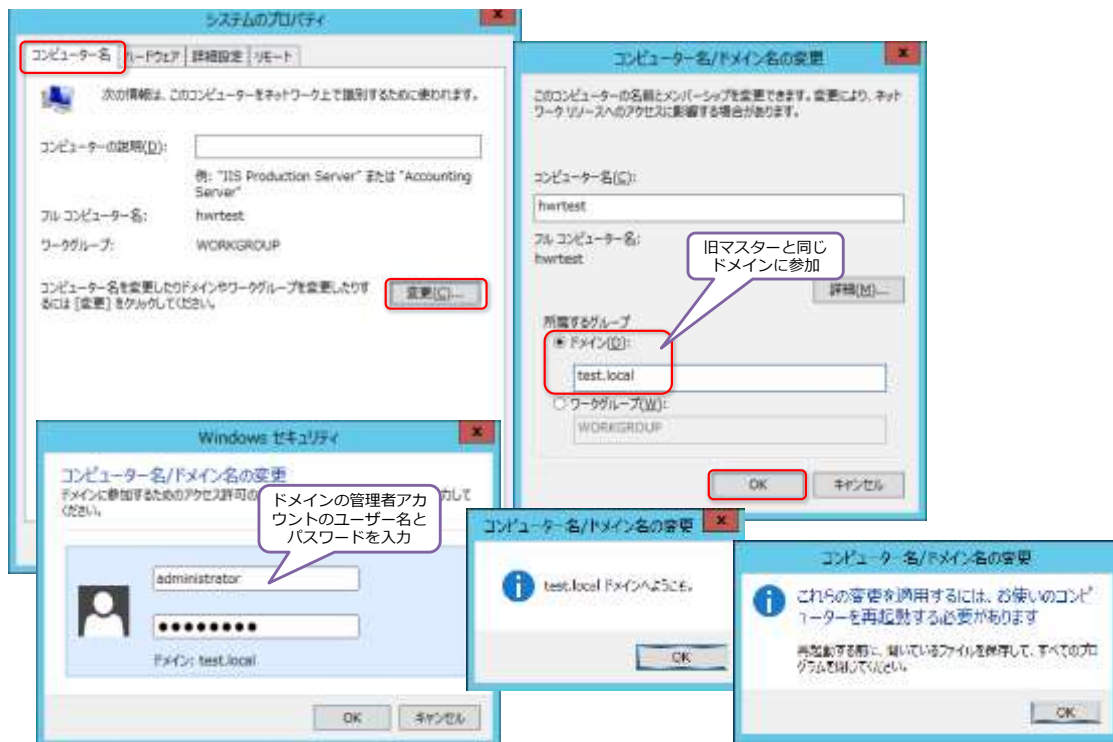 システムのプロパティ
コンピューター名 ハードウェア 詳細設定 リモート
次の情報は、このコンピューターをネットワーク上で識別するために使われます。
コンピューターの説明(D):
例: "IIS Production Server" または "Accounting
Server"
フル コンピューター名: hwrtest
ワークグループ: WORKGROUP
コンピューター名を変更したりドメインやワークグループを変更したりす
るには [変更] をクリックしてください。
変更(C)...
コンピューター名/ドメイン名の変更
このコンピューターの名前とメンバーシップを変更できます。変更により、ネット
ワーク リソースへのアクセスに影響する場合があります。
コンピューター名(C):
hwrtest
フル コンピューター名:
hwrtest
旧マスターと同じ
ドメインに参加
詳細(M)...
所属するグループ
ドメイン(D):
test.local
ワークグループ(W):
WORKGROUP
OK キャンセル
Windows セキュリティ
コンピューター名/ドメイン名の変更
ドメインに参加するためのアクセス許可の
力して
ください。
ドメインの管理者アカ
ウントのユーザー名と
パスワードを入力
administrator
●●●●●●●●
ドメイン: test.local
OK キャンセル
コンピューター名/ドメイン名の変更
test.local ドメインへようこそ。
OK
コンピューター名/ドメイン名の変更
これらの変更を適用するには、お使いのコンピ
ューターを再起動する必要があります
再起動する前に、開いているファイルを保存して、すべてのプロ
グラムを閉じてください。
OK